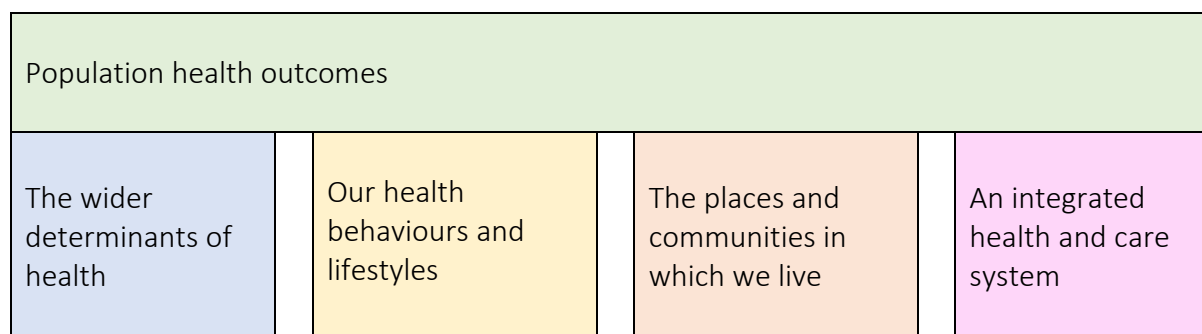 Population health outcomes
The wider
determinants of
health
Our health
behaviours and
lifestyles
The places and
communities in
which we live
An integrated
health and care
system